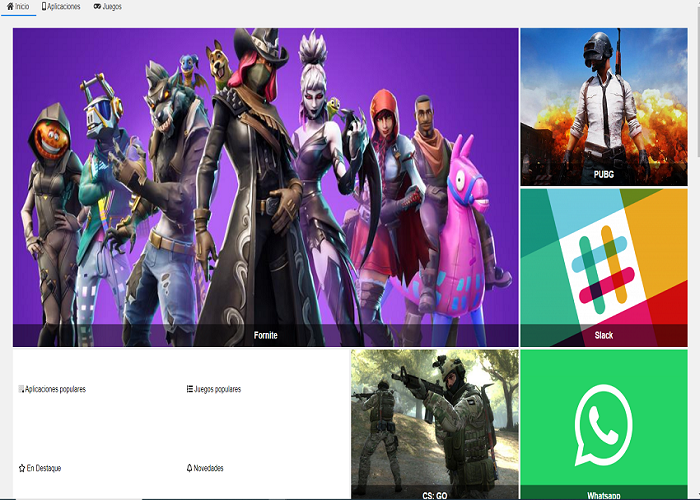 Inicio Aplicaciones Juegos
PUBG
Fornite
Slack
Aplicaciones populares Juegos populares
En Destaque Novedades
CS: GO
Whatsapp